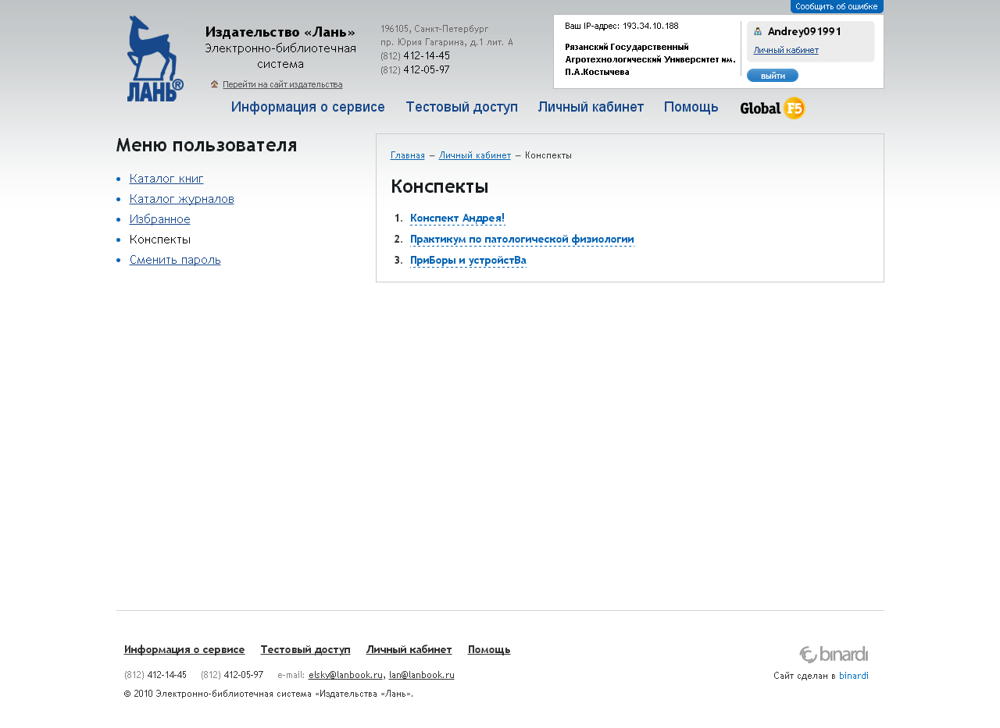 Сообщить об ошибке
ЛАНЬ®
Издательство «Лань»
Электронно-библиотечная
система
Перейти на сайт издательства
196105, Санкт-Петербург
пр. Юрия Гагарина, д.1 лит. А
(812) 412-14-45
(812) 412-05-97
Ваш IP-адрес: 193.34.10.188
Рязанский Государственный
Агротехнологический Университет им.
П.А.Костычева
Andrey091991
Личный кабинет
выйти
Информация о сервисе Тестовый доступ Личный кабинет Помощь Global F5
Меню пользователя
Каталог книг
Каталог журналов
Избранное
Конспекты
Сменить пароль
Главная — Личный кабинет — Конспекты
Конспекты
1. Конспект Андрея!
2. Практикум по патологической физиологии
3. ПриБоры и устройстВа
Информация о сервисе Тестовый доступ Личный кабинет Помощь
(812) 412-14-45 (812) 412-05-97 e-mail: elsky@lanbook.ru, lan@lanbook.ru
© 2010 Электронно-библиотечная система «Издательства «Лань».
binardi
Сайт сделан в binardi